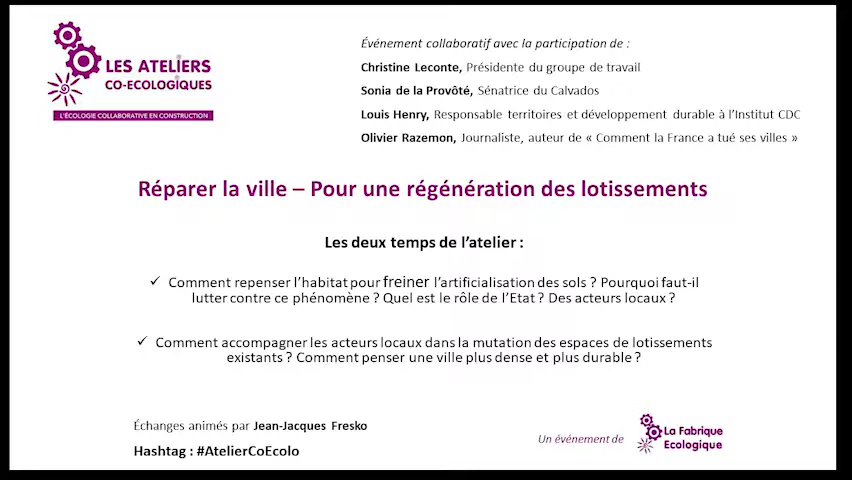 LES ATELIERS
CO-ECOLOGIQUES
L'ÉCOLOGIE COLLABORATIVE EN CONSTRUCTION
Événement collaboratif avec la participation de :
Christine Leconte, Présidente du groupe de travail
Sonia de la Provôté, Sénatrice du Calvados
Louis Henry, Responsable territoires et développement durable à l'Institut CDC
Olivier Razemon, Journaliste, auteur de « Comment la France a tué ses villes »
Réparer la ville – Pour une régénération des lotissements
Les deux temps de l'atelier :
✓ Comment repenser l'habitat pour freiner l'artificialisation des sols ? Pourquoi faut-il
lutter contre ce phénomène ? Quel est le rôle de l'Etat ? Des acteurs locaux ?
✓ Comment accompagner les acteurs locaux dans la mutation des espaces de lotissements
existants ? Comment penser une ville plus dense et plus durable ?
Échanges animés par Jean-Jacques Fresko
Hashtag : #AtelierCoEcolo
Un événement de
La Fabrique
Ecologique